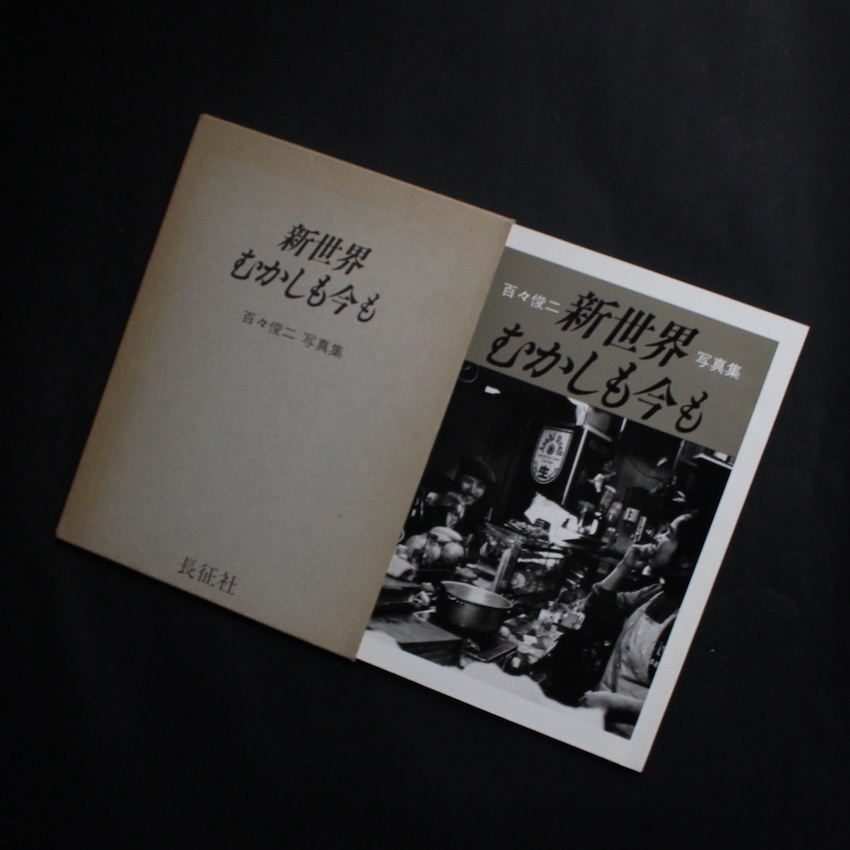 新世界
むかしも今も
百々俊二 写真集
長征社
百々俊二
新世界
写真集
むかしも今も
生